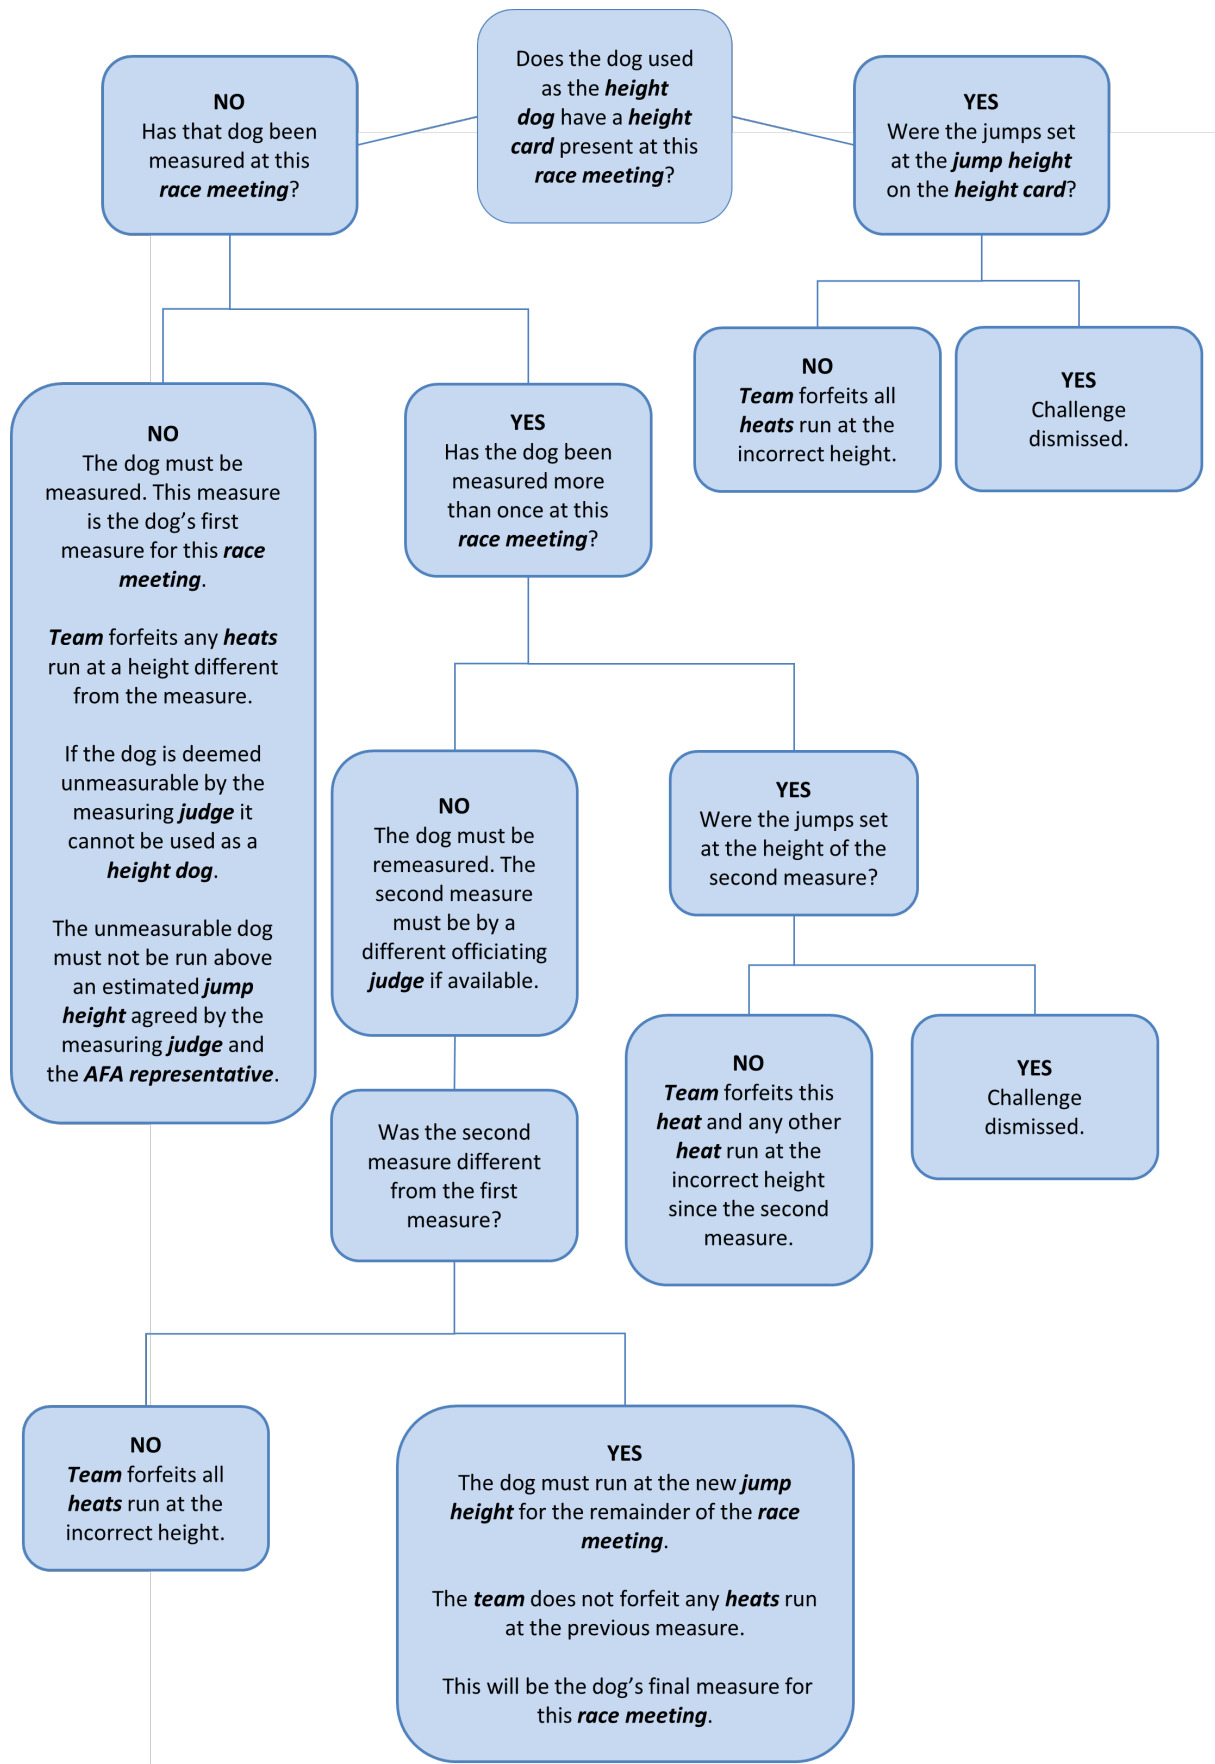 Does the dog used
as the height
dog have a height
card present at this
race meeting?
NO
Has that dog been
measured at this
race meeting?
YES
Were the jumps set
at the jump height
on the height card?
NO
Team forfeits all
heats run at the
incorrect height.
YES
Challenge
dismissed.
NO
The dog must be
measured. This measure
is the dog’s first
measure for this race
meeting.
Team forfeits any heats
run at a height different
from the measure.
If the dog is deemed
unmeasurable by the
measuring judge it
cannot be used as a
height dog.
The unmeasurable dog
must not be run above
an estimated jump
height agreed by the
measuring judge and
the AFA representative.
YES
Has the dog been
measured more
than once at this
race meeting?
NO
The dog must be
remeasured. The
second measure
must be by a
different officiating
judge if available.
YES
Were the jumps set
at the height of the
second measure?
NO
Team forfeits this
heat and any other
heat run at the
incorrect height
since the second
measure.
YES
Challenge
dismissed.
Was the second
measure different
from the first
measure?
NO
Team forfeits all
heats run at the
incorrect height.
YES
The dog must run at the new jump
height for the remainder of the race
meeting.
The team does not forfeit any heats run
at the previous measure.
This will be the dog’s final measure for
this race meeting.